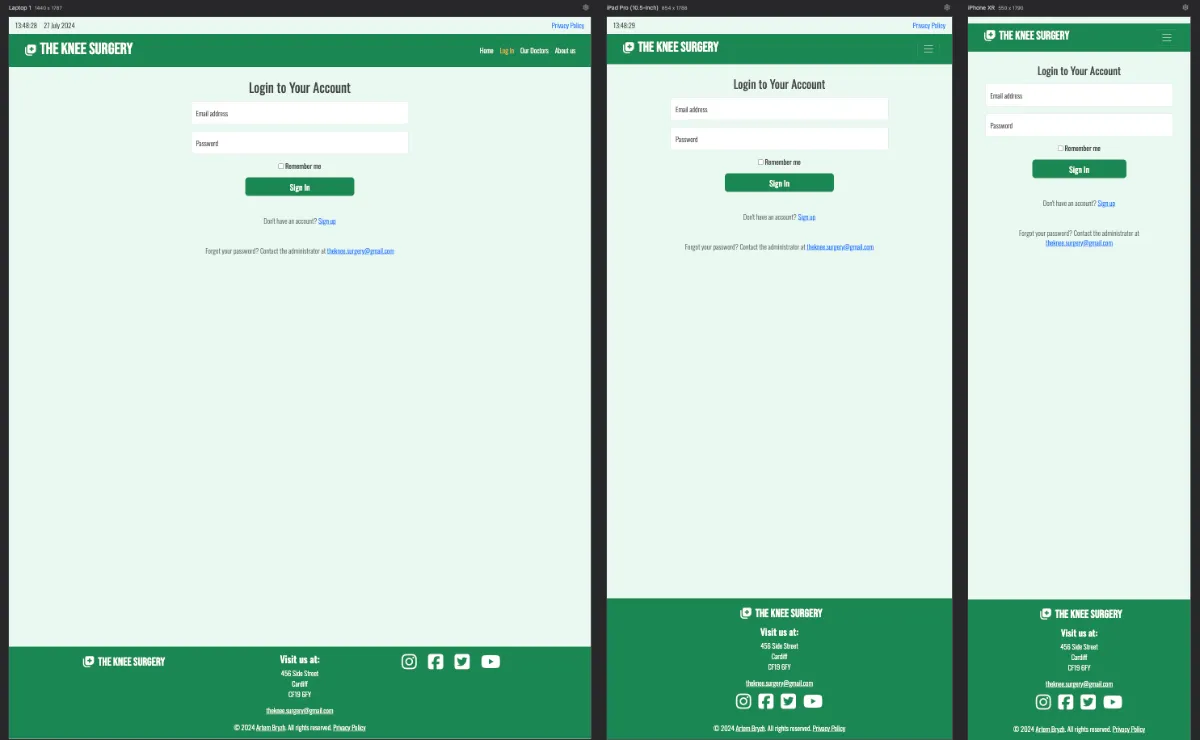 Laptop 1 1440 x 1787
13:48:28 27 July 2024 Privacy Policy
THE KNEE SURGERY Home Log In Our Doctors About us
Login to Your Account
Email address
Password
Remember me
Sign In
Don't have an account? Sign up
Forgot your password? Contact the administrator at theknee.surgery@gmail.com
THE KNEE SURGERY
Visit us at:
456 Side Street
Cardiff
CF19 6FY
theknee.surgery@gmail.com
© 2024 Artem Bryzh. All rights reserved. Privacy Policy
iPad Pro (10.5-inch) 854 x 1786
13:48:29 Privacy Policy
THE KNEE SURGERY
Login to Your Account
Email address
Password
Remember me
Sign In
Don't have an account? Sign up
Forgot your password? Contact the administrator at theknee.surgery@gmail.com
THE KNEE SURGERY
Visit us at:
456 Side Street
Cardiff
CF19 6FY
theknee.surgery@gmail.com
© 2024 Artem Bryzh. All rights reserved. Privacy Policy
iPhone XR
THE KNEE SURGERY
Login to Your Account
Email address
Password
Remember me
Sign In
Don't have an account? Sign up
Forgot your password? Contact the administrator at
theknee.surgery@gmail.com
THE KNEE SURGERY
Visit us at:
456 Side Street
Cardiff
CF19 6FY
theknee.surgery@gmail.com
© 2024 Artem Bryzh. All rights reserved. Privacy Policy